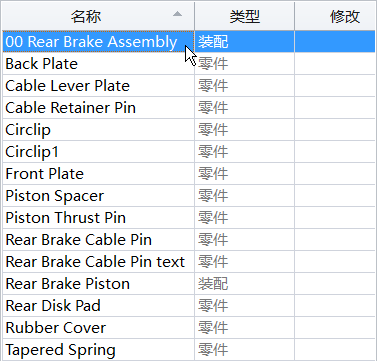 名称 类型 修改
00 Rear Brake Assembly 装配
Back Plate 零件
Cable Lever Plate 零件
Cable Retainer Pin 零件
Circlip 零件
Circlip1 零件
Front Plate 零件
Piston Spacer 零件
Piston Thrust Pin 零件
Rear Brake Cable Pin 零件
Rear Brake Cable Pin text 零件
Rear Brake Piston 装配
Rear Disk Pad 零件
Rubber Cover 零件
Tapered Spring 零件